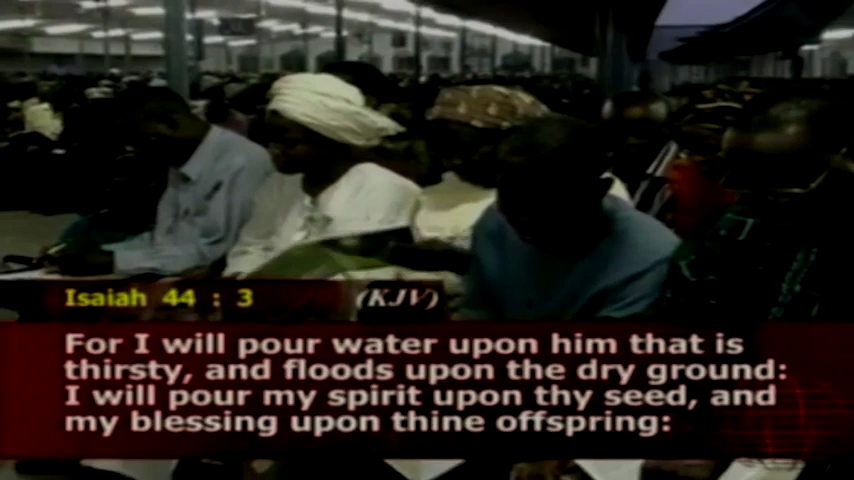 Isaiah 44 : 3 (KJV)
For I will pour water upon him that is
thirsty, and floods upon the dry ground:
I will pour my spirit upon thy seed, and
my blessing upon thine offspring: